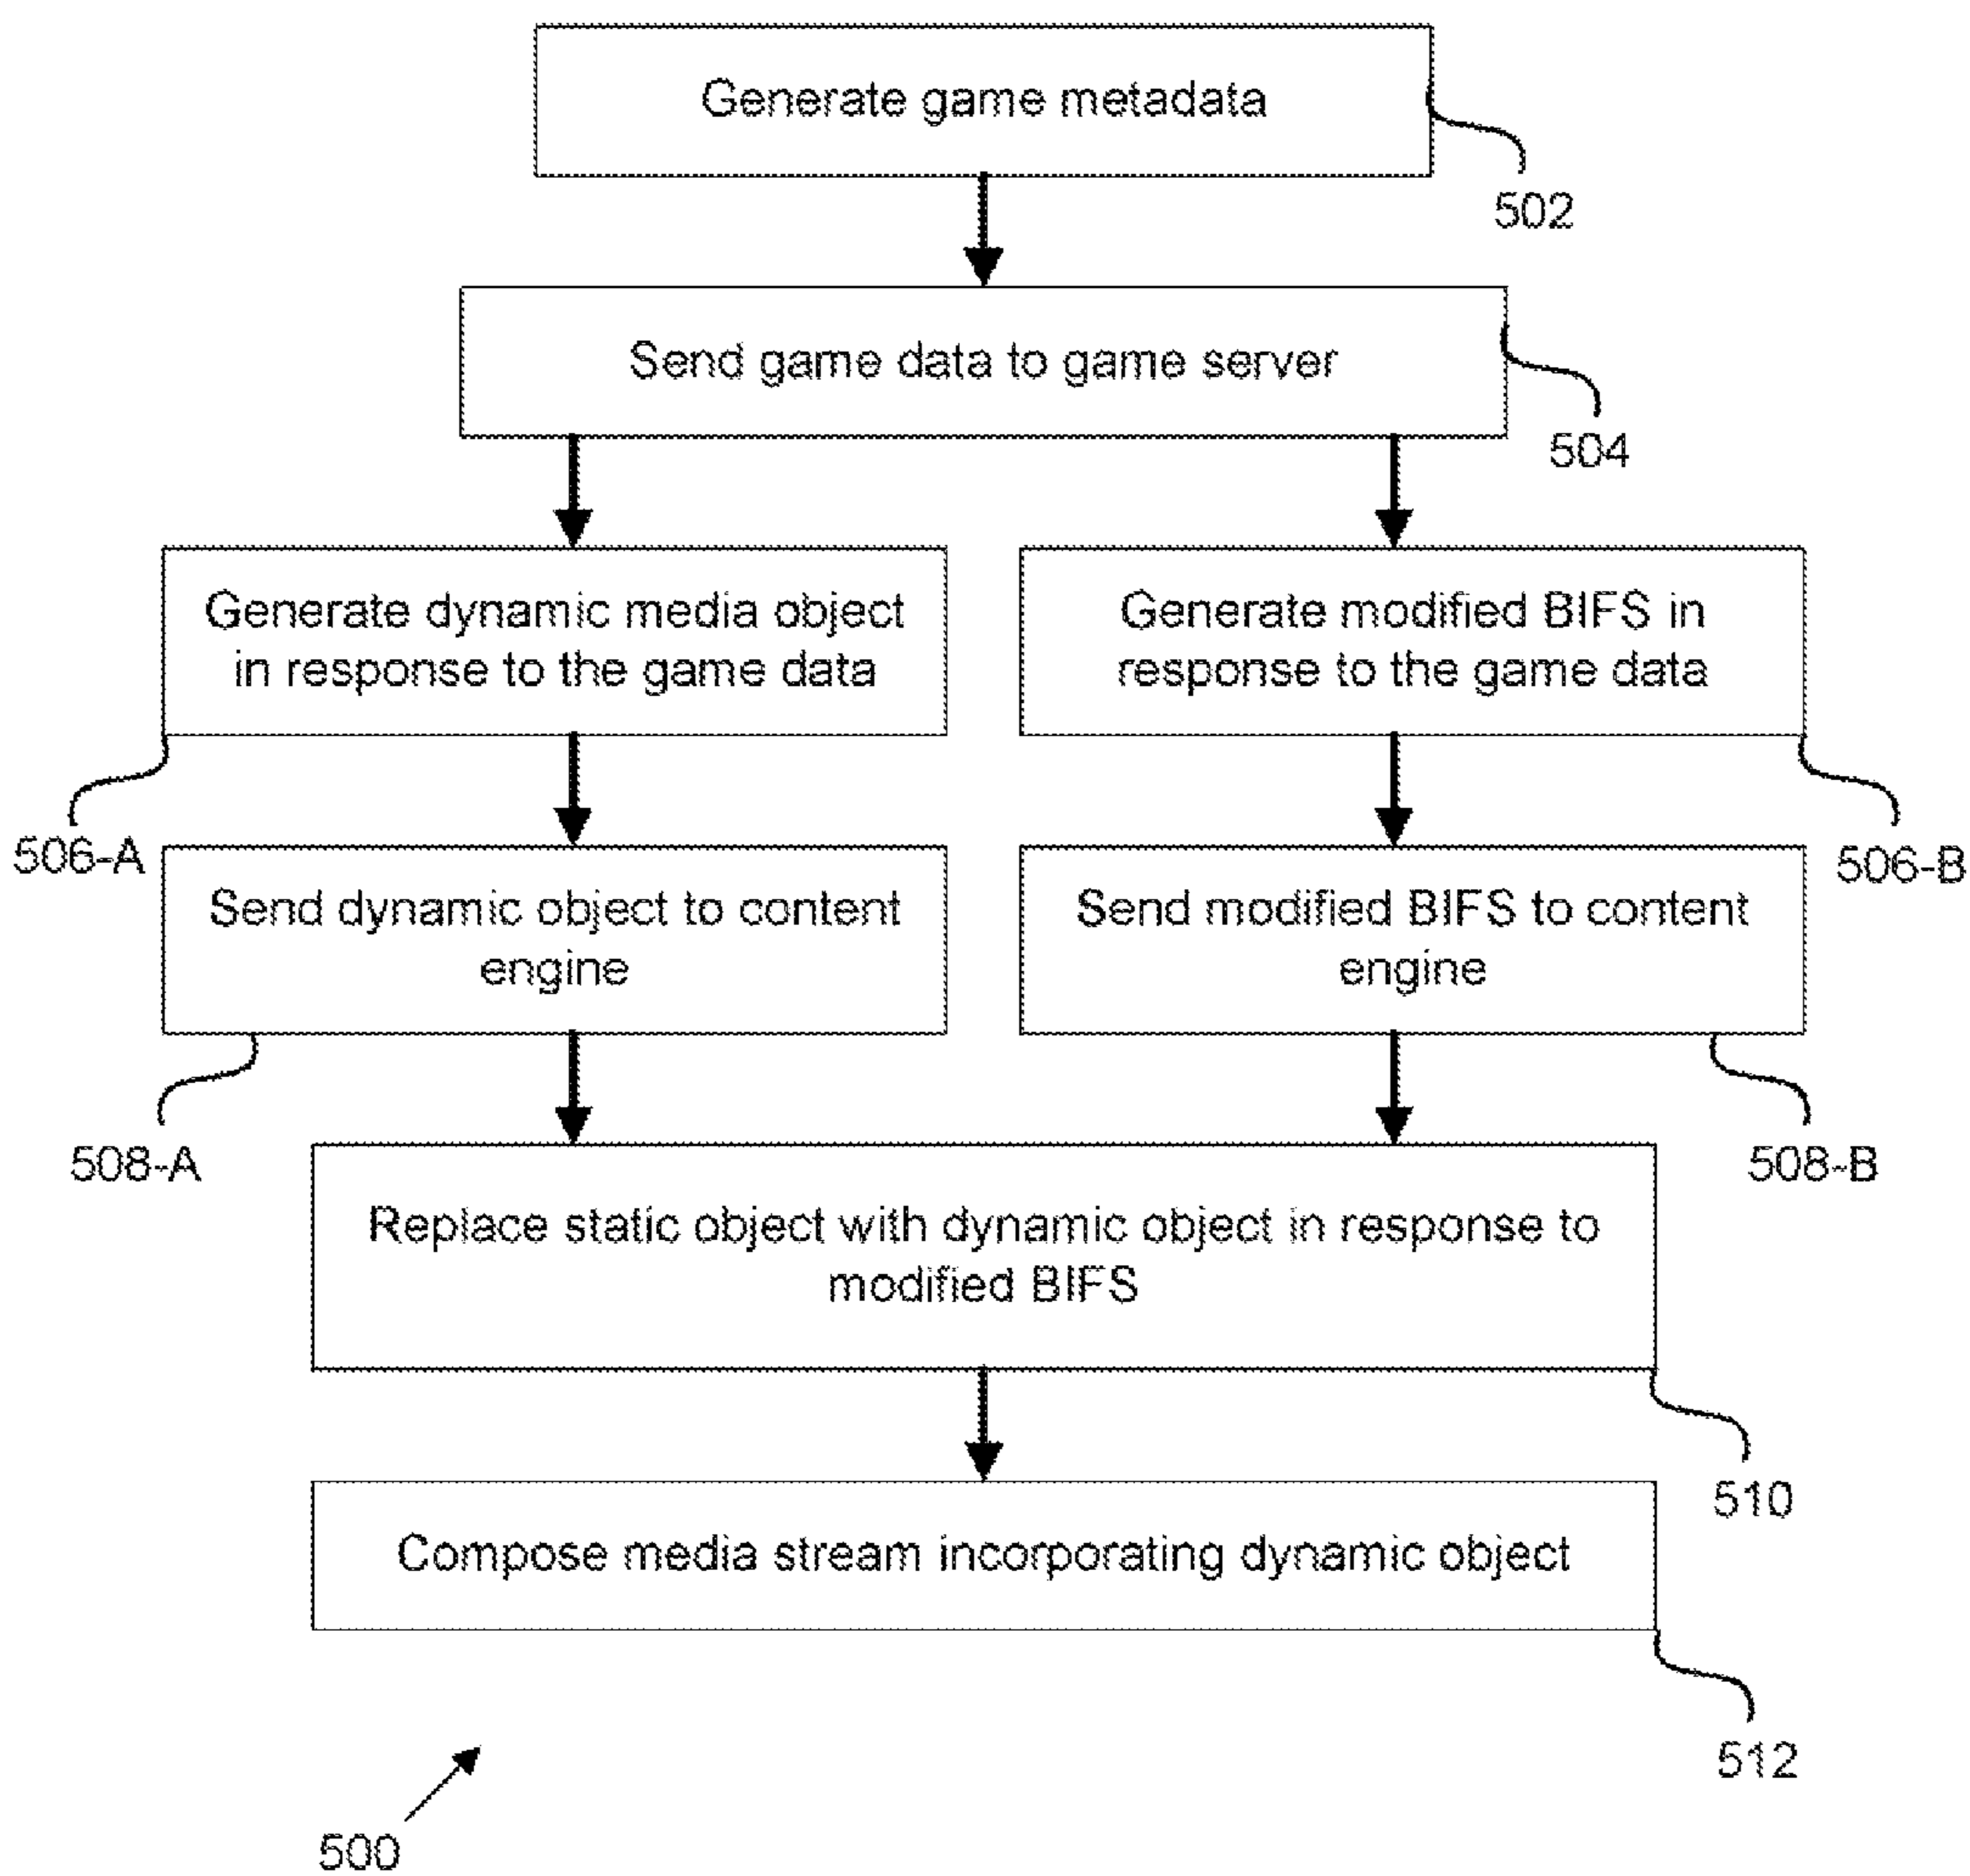 Generate game metadata
502
Send game data to game server
504
Generate dynamic media object
in response to the game data
Generate modified BIFS in
response to the game data
506-A
506-B
Send dynamic object to content
engine
Send modified BIFS to content
engine
508-A
508-B
Replace static object with dynamic object in response to
modified BIFS
510
Compose media stream incorporating dynamic object
512
500